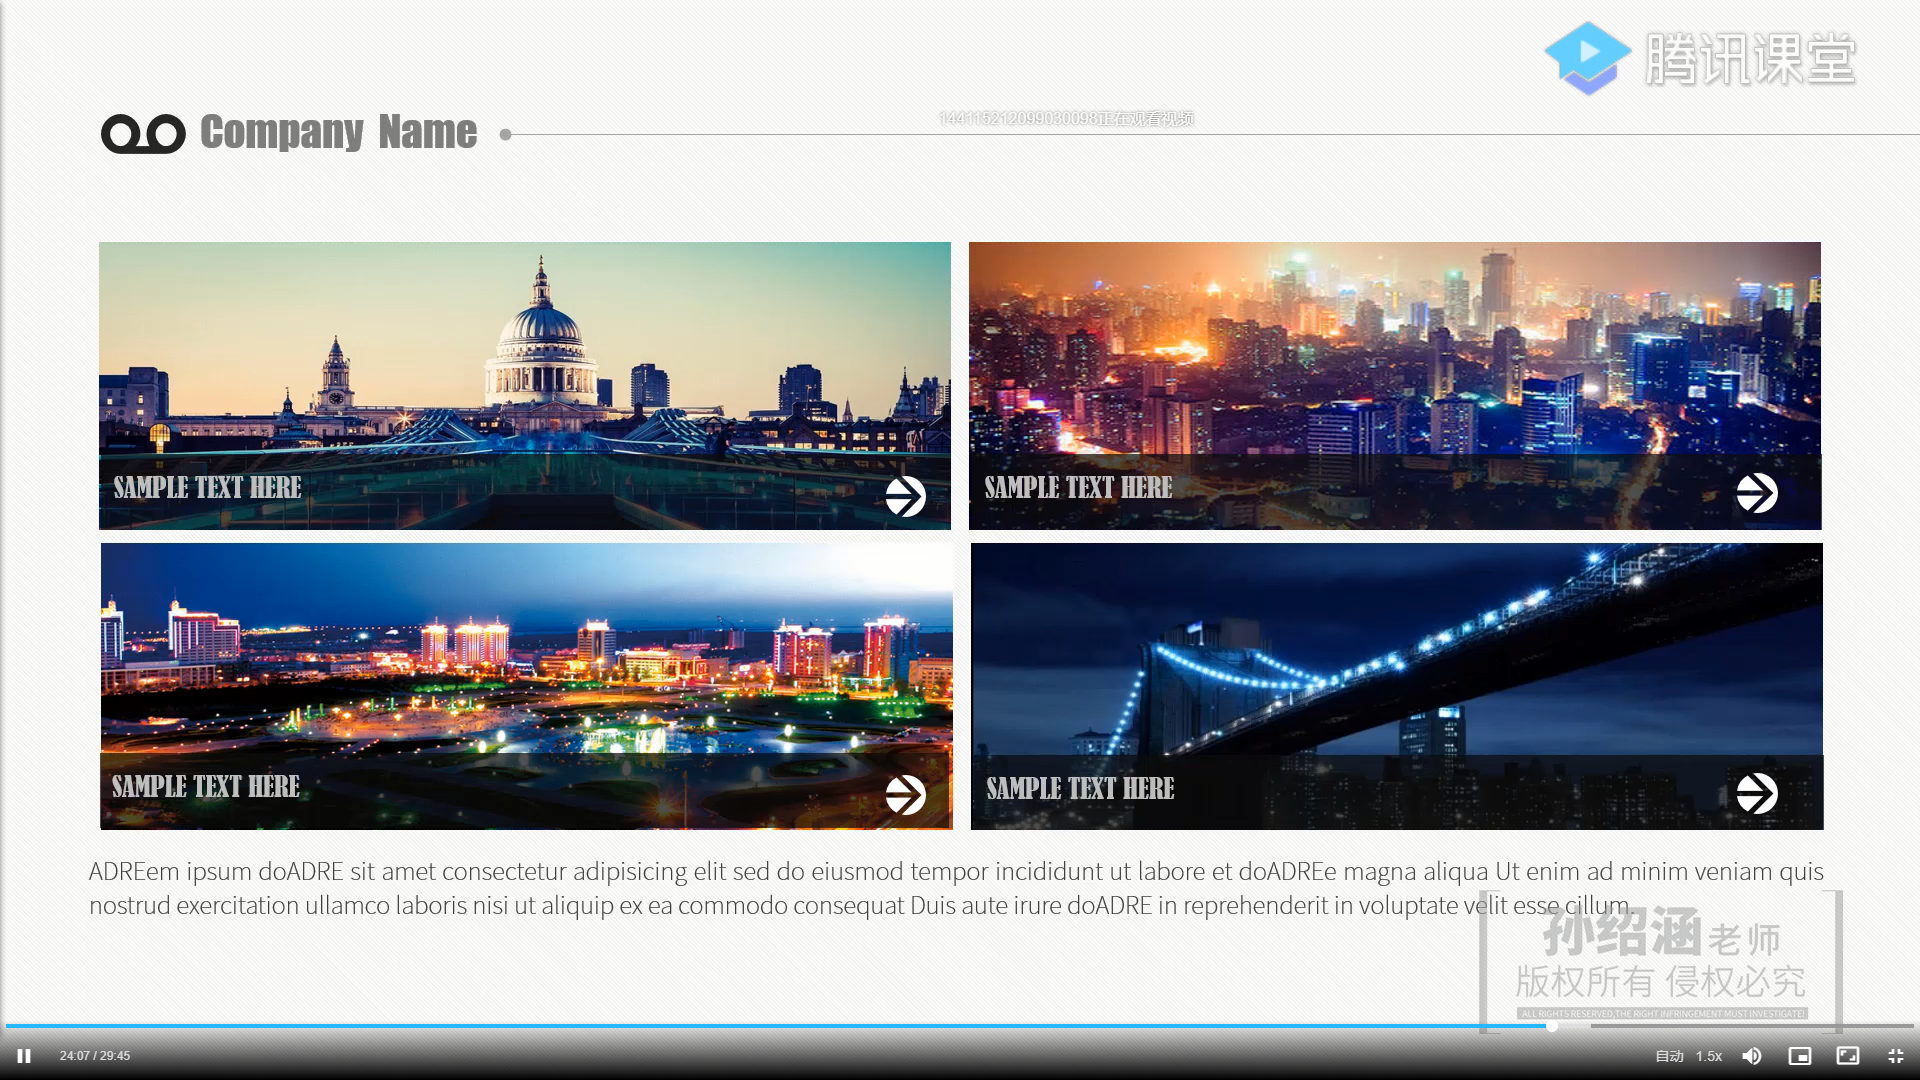 腾讯课堂
144115212099030098正在观看视频
Company Name
SAMPLE TEXT HERE
SAMPLE TEXT HERE
SAMPLE TEXT HERE
SAMPLE TEXT HERE
ADREem ipsum doADRE sit amet consectetur adipisicing elit sed do eiusmod tempor incididunt ut labore et doADREe magna aliqua Ut enim ad minim veniam quis
nostrud exercitation ullamco laboris nisi ut aliquip ex ea commodo consequat Duis aute irure doADRE in reprehenderit in voluptate velit esse cillum.
孙绍涵老师
版权所有 侵权必究
ALL RIGHTS RESERVED,THE RIGHT INFRINGEMENT MUST INVESTIGATE!
24:07 / 29:45
自动 1.5x